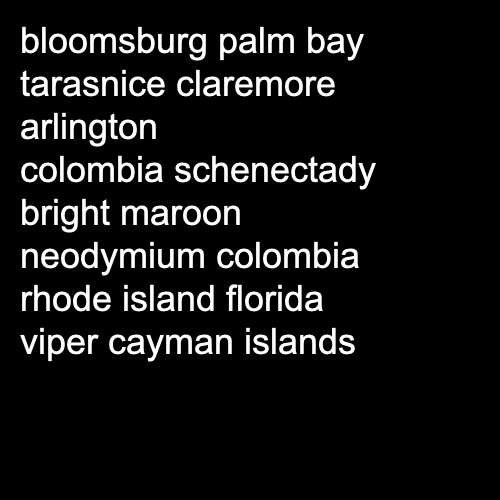 bloomsburg palm bay
tarasnice claremore
arlington
colombia schenectady
bright maroon
neodymium colombia
rhode island florida
viper cayman islands